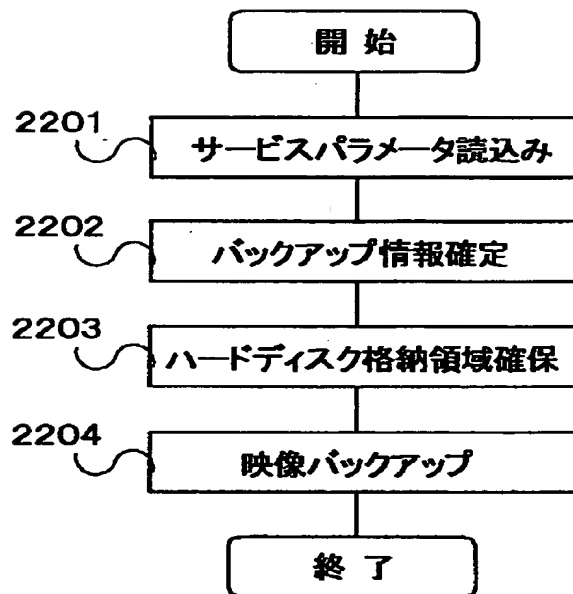 開始
2201
サービスパラメータ読込み
2202
バックアップ情報確定
2203
ハードディスク格納領域確保
2204
映像バックアップ
終了